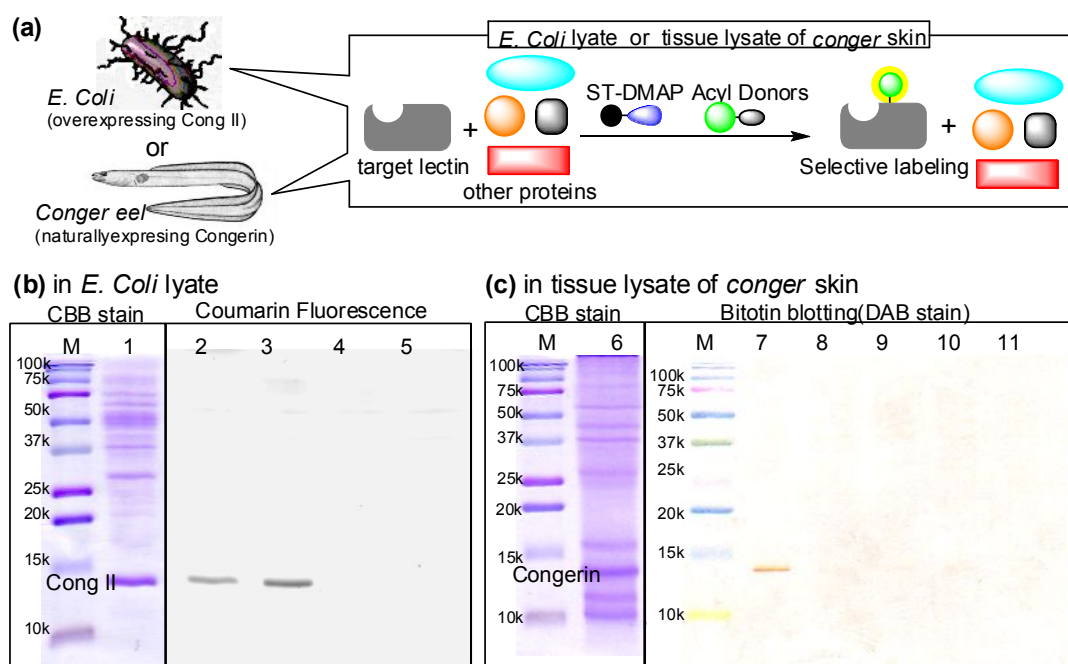 (a)
E. Coli lyate or tissue lysate of conger skin
E. Coli
(overexpressing Cong II)
or
Conger eel
(naturallyexpresing Congerin)
target lectin
+
other proteins
ST-DMAP Acyl Donors
+
Selective labeling
(b) in E. Coli lyate
CBB stain
Coumarin Fluorescence
M 1 2 3 4 5
100k
75k
50k
37k
25k
20k
15k
Cong II
10k
(c) in tissue lysate of conger skin
CBB stain
Bitotin blotting(DAB stain)
M 6 M 7 8 9 10 11
100k
75k
50k
37k
25k
20k
15k
Congerin
10k
100k
75k
50k
37k
25k
20k
15k
10k